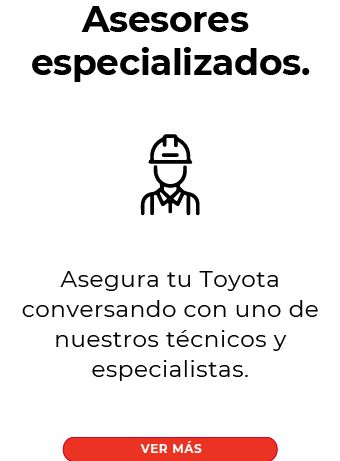 Asesores
especializados.
Asegura tu Toyota
conversando con uno de
nuestros técnicos y
especialistas.
VER MÁS